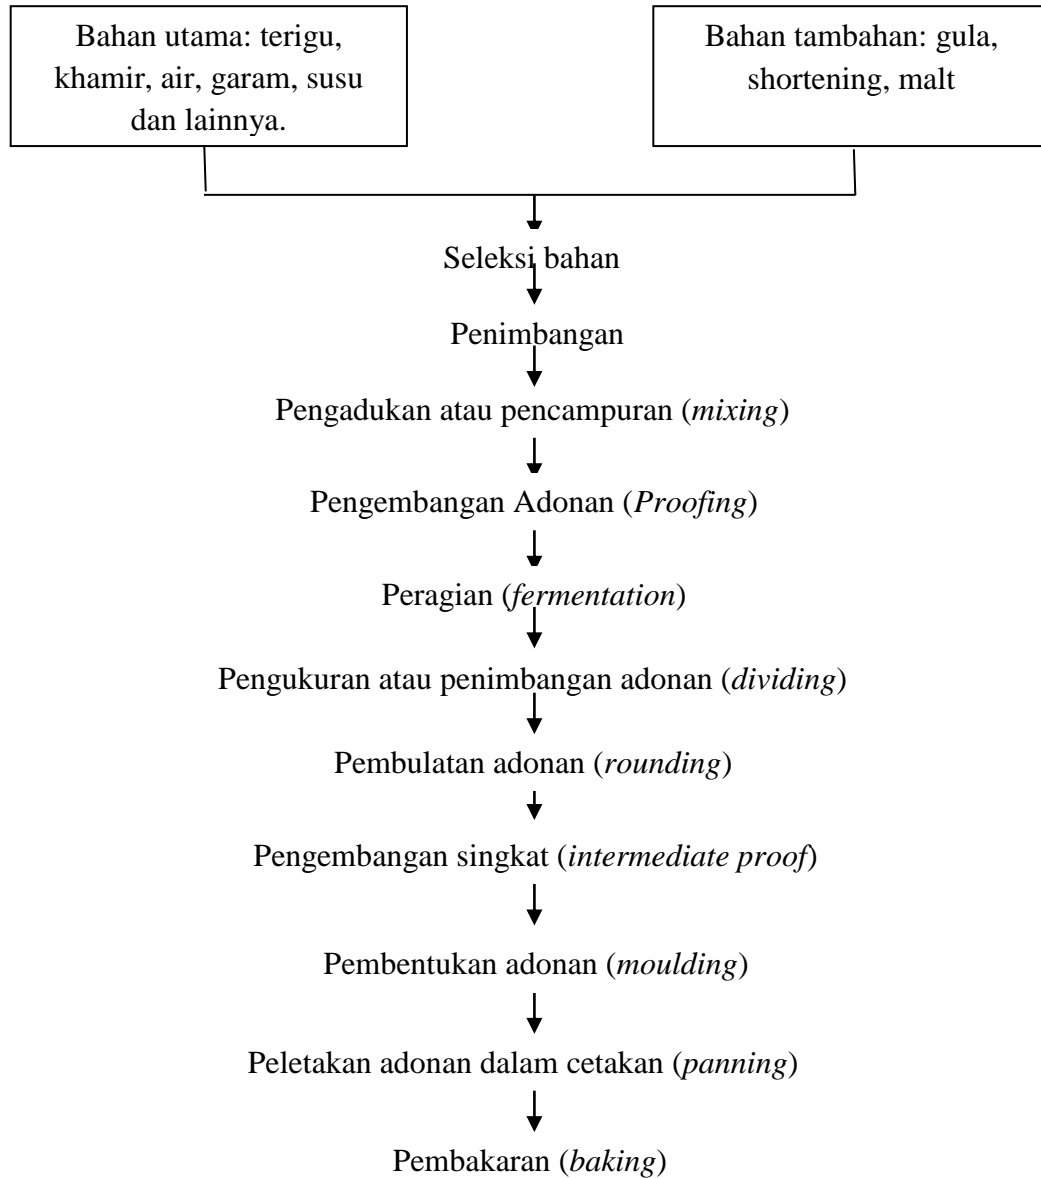 Bahan utama: terigu,
khamir, air, garam, susu
dan lainnya.
Bahan tambahan: gula,
shortening, malt
Seleksi bahan
Penimbangan
Pengadukan atau pencampuran (mixing)
Pengembangan Adonan (Proofing)
Peragian (fermentation)
Pengukuran atau penimbangan adonan (dividing)
Pembulatan adonan (rounding)
Pengembangan singkat (intermediate proof)
Pembentukan adonan (moulding)
Peletakan adonan dalam cetakan (panning)
Pembakaran (baking)